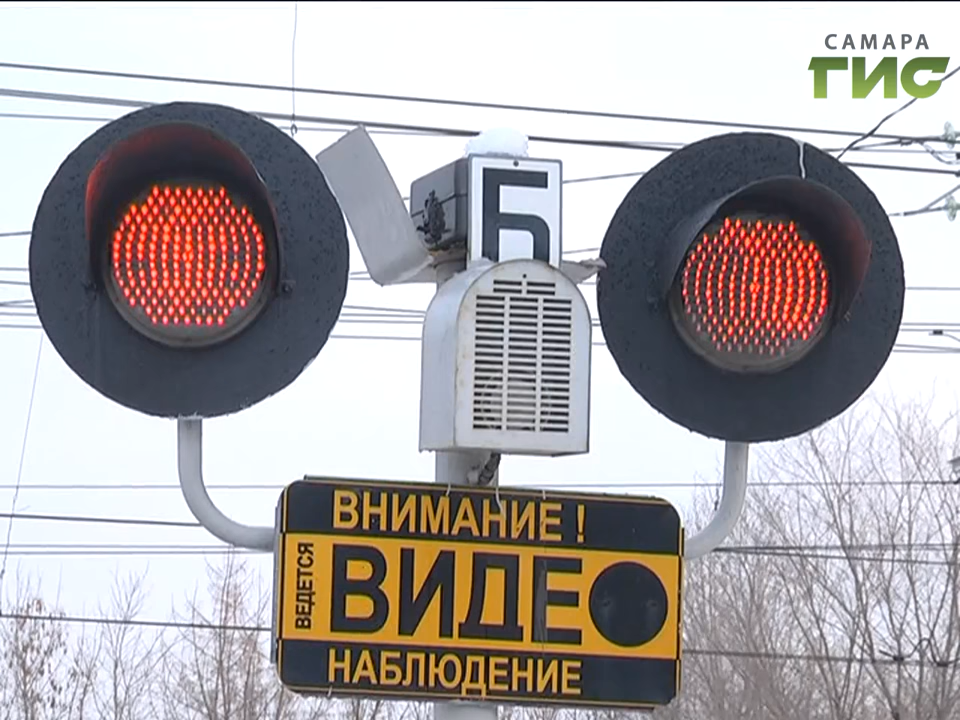 САМАРА
ГИС
Б
ВНИМАНИЕ !
ВЕДЕТСЯ
ВИДЕО
НАБЛЮДЕНИЕ